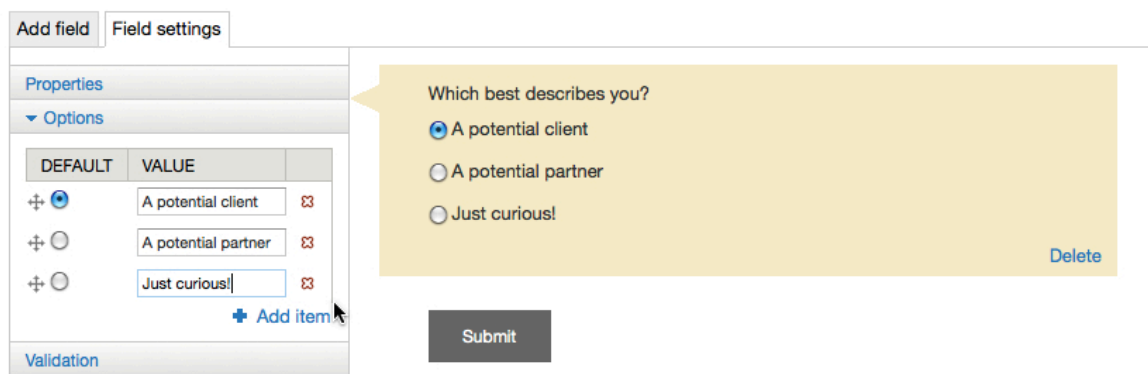 Add field
Field settings
Properties
Options
DEFAULT VALUE
A potential client
A potential partner
Just curious!
Add item
Validation
Which best describes you?
A potential client
A potential partner
Just curious!
Delete
Submit